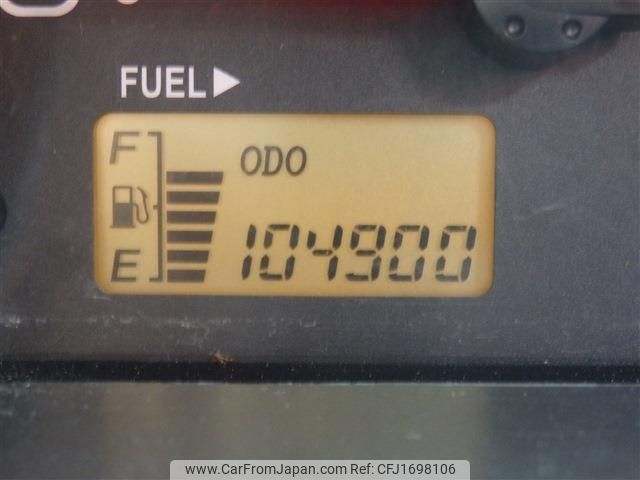 FUEL▶
F
ODO
E
104900
www.CarFromJapan.com - Ref:CFJ1698106